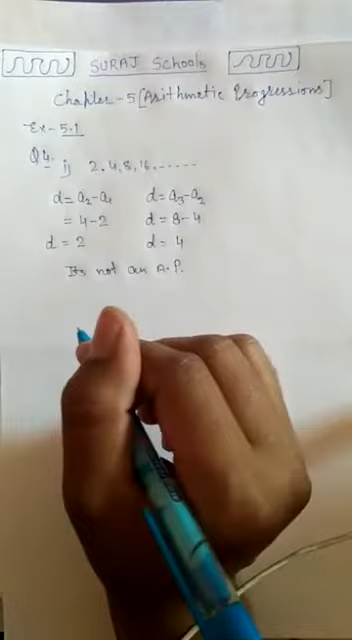 SURAJ Schools
Chapter-5 [Arithmetic Progressions]
Ex-5.1
Q4. i) 2, 4, 8, 16, ......
d = a₂-a₁ d = a₃-a₂
= 4-2 d = 8-4
d = 2 d = 4
Its not an A.P.